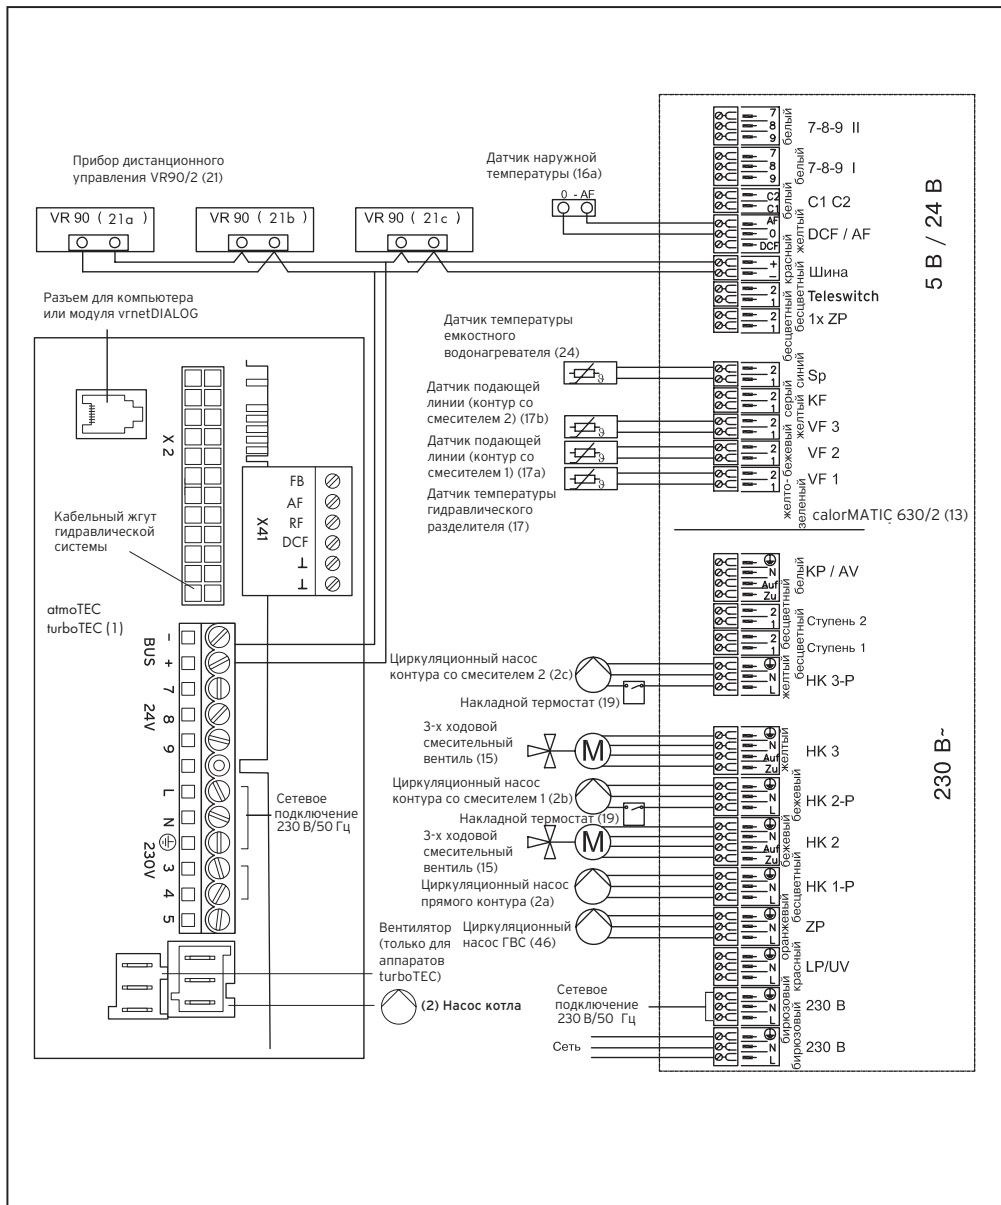 Прибор дистанционного
управления VR90/2 (21)
VR 90 ( 21a )
VR 90 ( 21b )
VR 90 ( 21c )
Датчик наружной
температуры (16a)
0 - AF
Разъем для компьютера
или модуля vrnetDIALOG
X 2
Кабельный жгут
гидравлической
системы
atmoTEC
turboTEC (1)
X41
FB
AF
RF
DCF
⊥
⊥
–
+
BUS
7
8
9
24V
L
N
230V
3
4
5
Сетевое
подключение
230 В/50 Гц
Вентилятор
(только для
аппаратов
turboTEC)
(2) Насос котла
Датчик температуры
емкостного
водонагревателя (24)
Датчик подающей
линии (контур со
смесителем 2) (17b)
Датчик подающей
линии (контур со
смесителем 1) (17a)
Датчик температуры
гидравлического
разделителя (17)
Циркуляционный насос
контура со смесителем 2 (2c)
Накладной термостат (19)
3-х ходовой
смесительный
вентиль (15)
M
Циркуляционный насос
контура со смесителем 1 (2b)
Накладной термостат (19)
3-х ходовой
смесительный
вентиль (15)
M
Циркуляционный насос
прямого контура (2a)
Циркуляционный
насос ГВС (46)
Сетевое
подключение
230 В/50 Гц
Сеть
7
8
9
белый
7-8-9 II
7
8
9
белый
7-8-9 I
C2
C1
белый
C1 C2
AF
0
DCF
желтый
DCF / AF
+
–
красный
Шина
2
1
бесцветный
Teleswitch
2
1
бесцветный
1x ZP
5 В / 24 В
2
1
синий
Sp
2
1
серый
KF
2
1
желтый
VF 3
2
1
бежевый
VF 2
2
1
желто-
зеленый
VF 1
calorMATIC 630/2 (13)
N
Auf
Zu
белый
KP / AV
2
1
бесцветный
Ступень 2
2
1
бесцветный
Ступень 1
N
L
желтый
HK 3-P
N
Auf
Zu
желтый
HK 3
N
L
бежевый
HK 2-P
N
Auf
Zu
бежевый
HK 2
N
L
бесцветный
HK 1-P
N
L
оранжевый
ZP
N
L
красный
LP/UV
N
L
бирюзовый
230 В
N
L
бирюзовый
230 В
230 В~